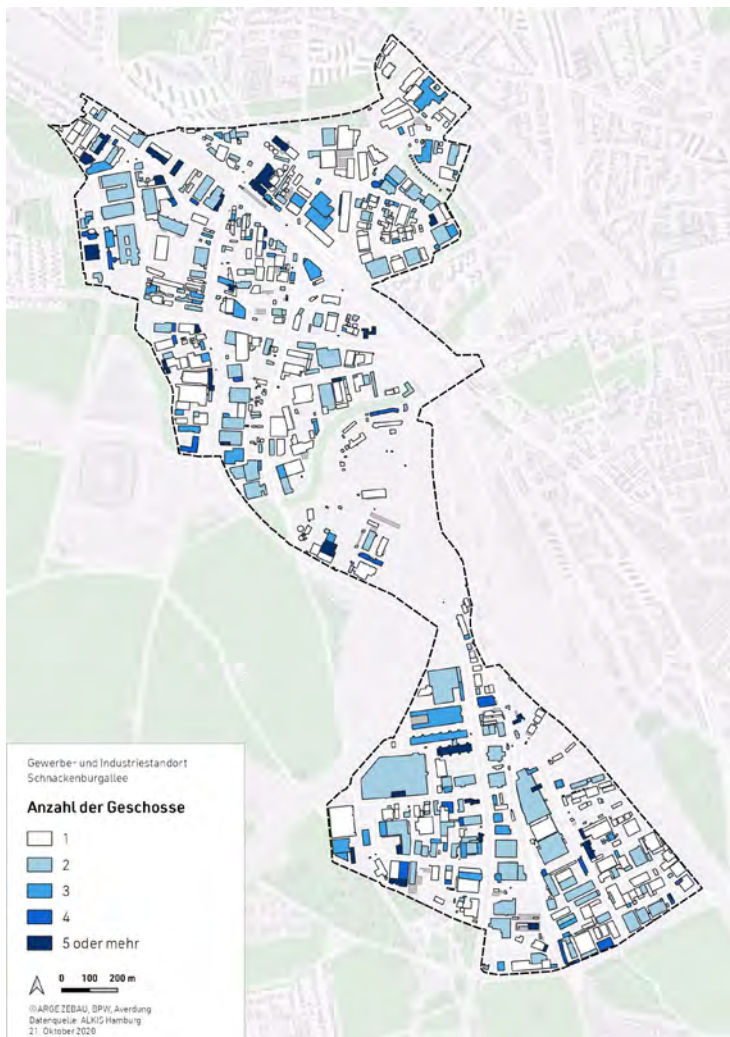 Gewerbe- und Industriestandort
Schnackenburgallee
Anzahl der Geschosse
1
2
3
4
5 oder mehr
0 100 200 m
©ARGE ZEBAU, BPW, Averdung
Datenquelle: ALKIS Hamburg
21. Oktober 2020